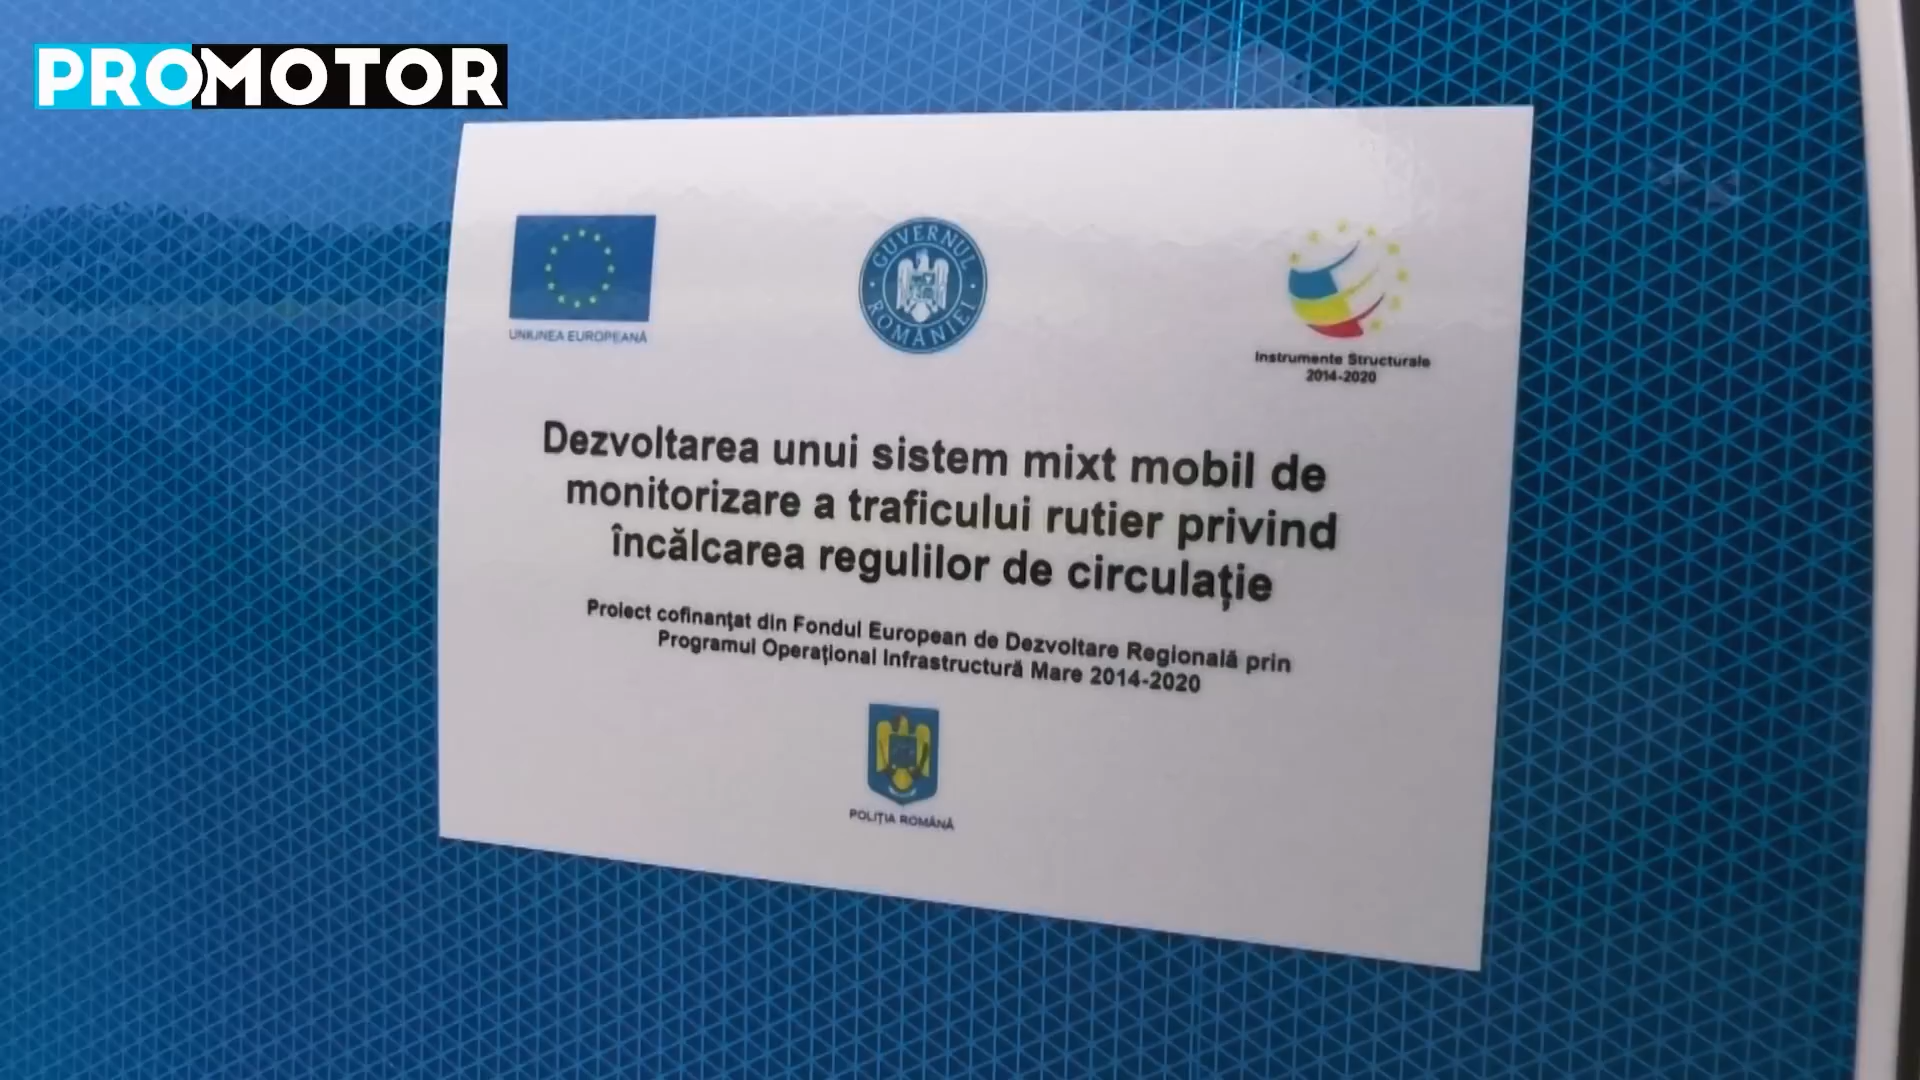 PROMOTOR
UNIUNEA EUROPEANĂ
GUVERNUL ROMÂNIEI
Instrumente Structurale
2014-2020
Dezvoltarea unui sistem mixt mobil de
monitorizare a traficului rutier privind
încălcarea regulilor de circulație
Proiect cofinanţat din Fondul European de Dezvoltare Regională prin
Programul Operaţional Infrastructură Mare 2014-2020
POLIȚIA ROMÂNĂ